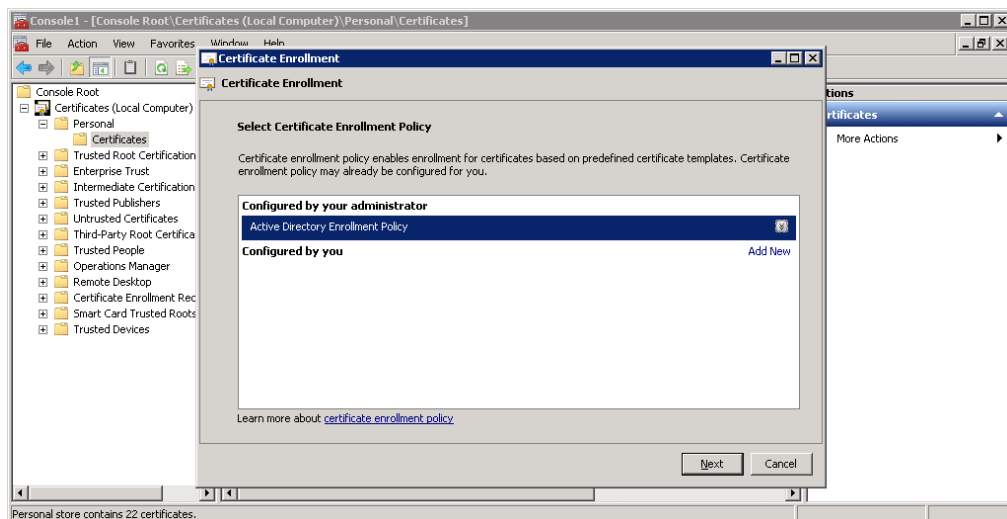 Console1 - [Console Root\Certificates (Local Computer)\Personal\Certificates]
File Action View Favorites Window Help
Console Root
Certificates (Local Computer)
Personal
Certificates
Trusted Root Certification
Enterprise Trust
Intermediate Certification
Trusted Publishers
Untrusted Certificates
Third-Party Root Certifica
Trusted People
Operations Manager
Remote Desktop
Certificate Enrollment Rec
Smart Card Trusted Roots
Trusted Devices
Certificate Enrollment
Certificate Enrollment
Select Certificate Enrollment Policy
Certificate enrollment policy enables enrollment for certificates based on predefined certificate templates. Certificate
enrollment policy may already be configured for you.
Configured by your administrator
Active Directory Enrollment Policy
Configured by you Add New
Learn more about certificate enrollment policy
Next Cancel
tions
rtificates
More Actions
Personal store contains 22 certificates.